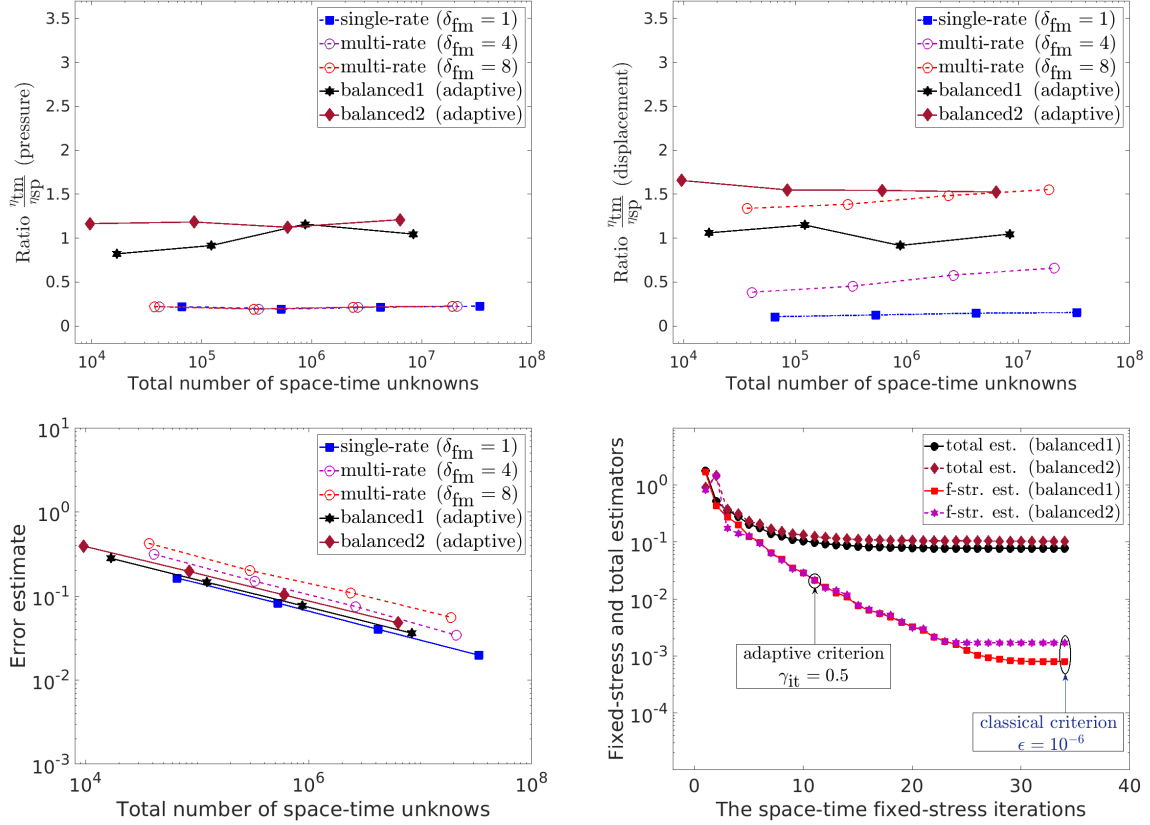 3.5
3
2.5
2
1.5
1
0.5
0
Ratio ηtm/ηsp (pressure)
single-rate (δfm = 1)
multi-rate (δfm = 4)
multi-rate (δfm = 8)
balanced1 (adaptive)
balanced2 (adaptive)
10^4 10^5 10^6 10^7 10^8
Total number of space-time unknowns
3.5
3
2.5
2
1.5
1
0.5
0
Ratio ηtm/ηsp (displacement)
single-rate (δfm = 1)
multi-rate (δfm = 4)
multi-rate (δfm = 8)
balanced1 (adaptive)
balanced2 (adaptive)
10^4 10^5 10^6 10^7 10^8
Total number of space-time unknowns
10^1
10^0
10^-1
10^-2
10^-3
Error estimate
single-rate (δfm = 1)
multi-rate (δfm = 4)
multi-rate (δfm = 8)
balanced1 (adaptive)
balanced2 (adaptive)
10^4 10^6 10^8
Total number of space-time unknows
10^0
10^-1
10^-2
10^-3
10^-4
Fixed-stress and total estimators
total est. (balanced1)
total est. (balanced2)
f-str. est. (balanced1)
f-str. est. (balanced2)
adaptive criterion
γit = 0.5
classical criterion
ϵ = 10^-6
0 10 20 30 40
The space-time fixed-stress iterations